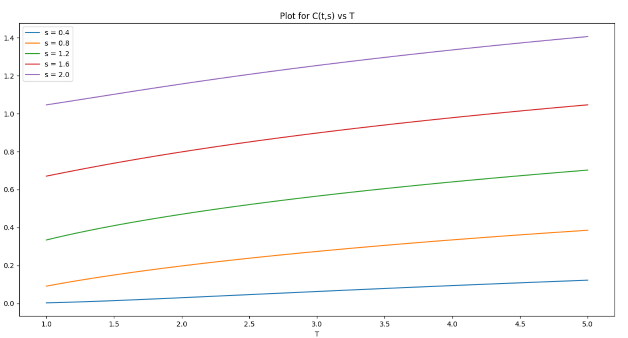 Plot for C(t,s) vs T
s = 0.4
s = 0.8
s = 1.2
s = 1.6
s = 2.0
1.4
1.2
1.0
0.8
0.6
0.4
0.2
0.0
1.0 1.5 2.0 2.5 3.0 3.5 4.0 4.5 5.0
T